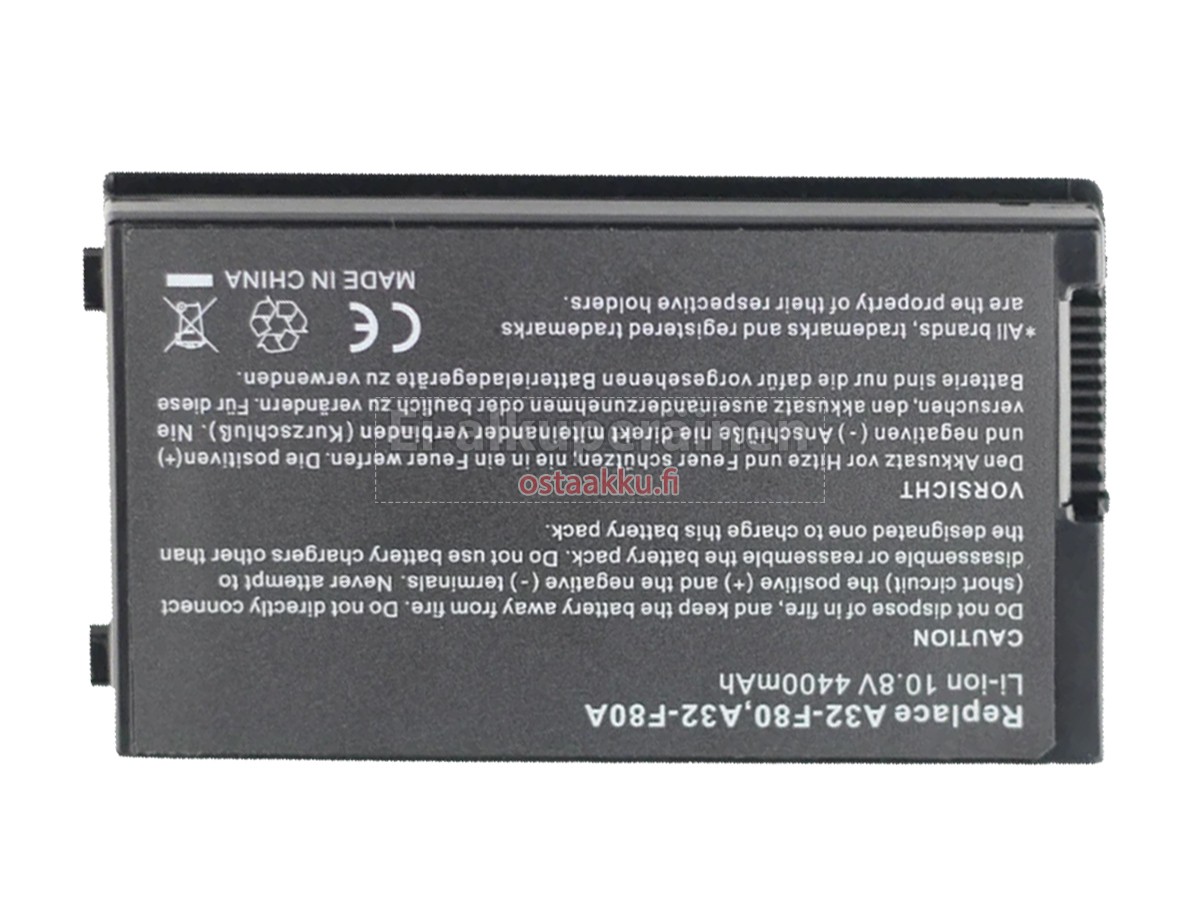 Replace A32-F80,A32-F80A
Li-ion 10.8V 4400mAh
CAUTION
Do not dispose of in fire, and keep the battery away from fire. Do not directly connect
(short circuit) the positive (+) and the negative (-) terminals. Never attempt to
disassemble or reassemble the battery pack. Do not use battery chargers other than
the designated one to charge this battery pack.
VORSICHT
Den Akkusatz vor Hitze und Feuer schützen, nie in ein Feuer werfen. Die positiven(+)
und negativen (-) Anschlüße nie direkt miteinander verbinden (Kurzschluß). Nie
versuchen, den akkusatz auseinanderzunehmen oder baulich zu verändern. Für diese
Batterie sind nur die dafür vorgesehenen Batterieladegeräte zu verwenden.
*All brands, trademarks, and registered trademarks
are the property of their respective holders.
CE
MADE IN CHINA
Ei alkuperäinen
ostaakku.fi